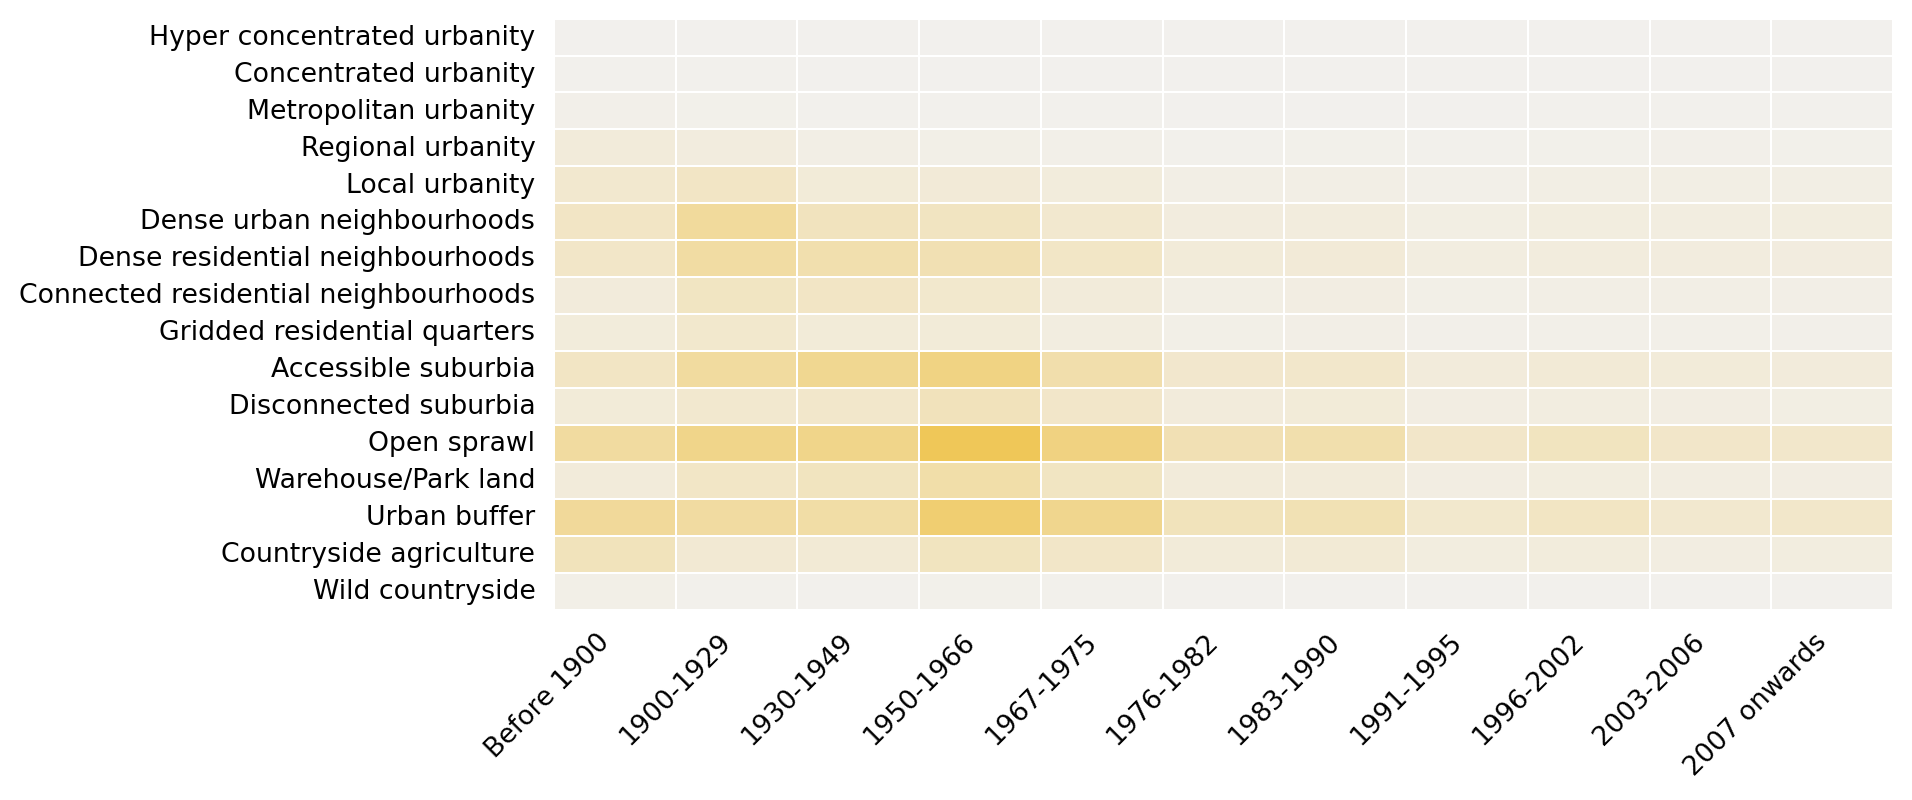 Hyper concentrated urbanity
Concentrated urbanity
Metropolitan urbanity
Regional urbanity
Local urbanity
Dense urban neighbourhoods
Dense residential neighbourhoods
Connected residential neighbourhoods
Gridded residential quarters
Accessible suburbia
Disconnected suburbia
Open sprawl
Warehouse/Park land
Urban buffer
Countryside agriculture
Wild countryside
Before 1900
1900-1929
1930-1949
1950-1966
1967-1975
1976-1982
1983-1990
1991-1995
1996-2002
2003-2006
2007 onwards